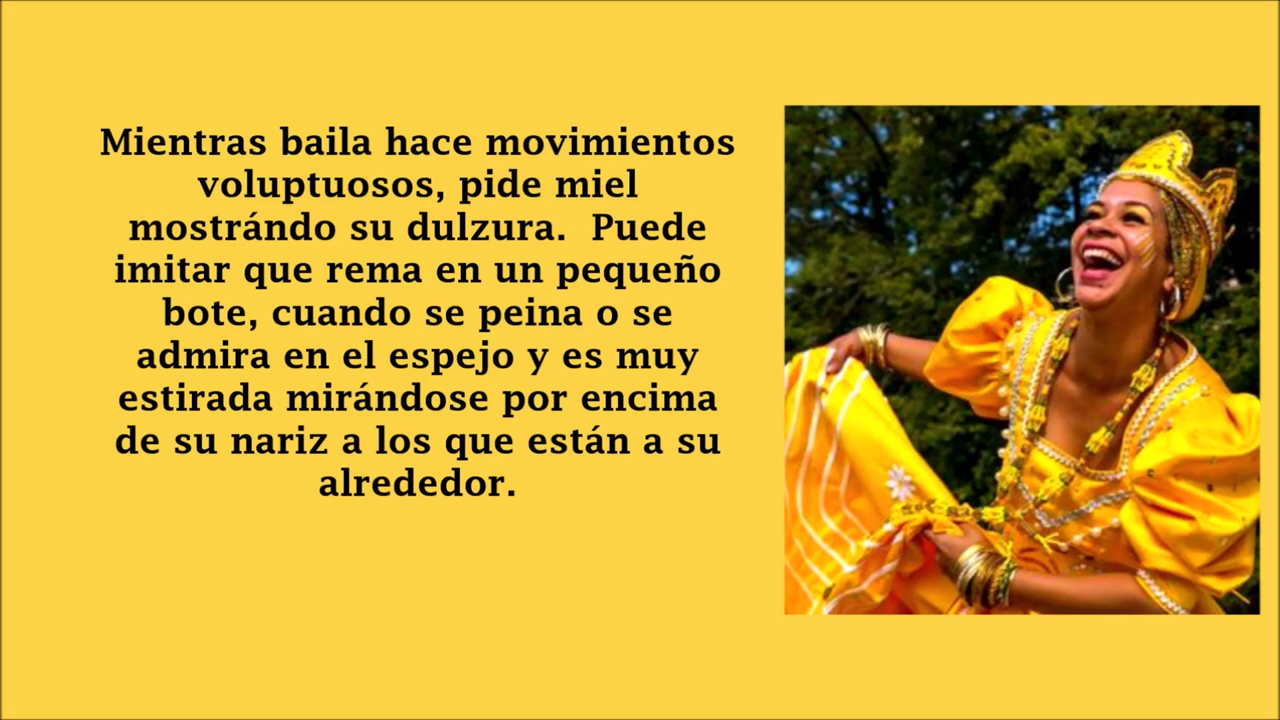 Mientras baila hace movimientos
voluptuosos, pide miel
mostrándo su dulzura.  Puede
imitar que rema en un pequeño
bote, cuando se peina o se
admira en el espejo y es muy
estirada mirándose por encima
de su nariz a los que están a su
alrededor.